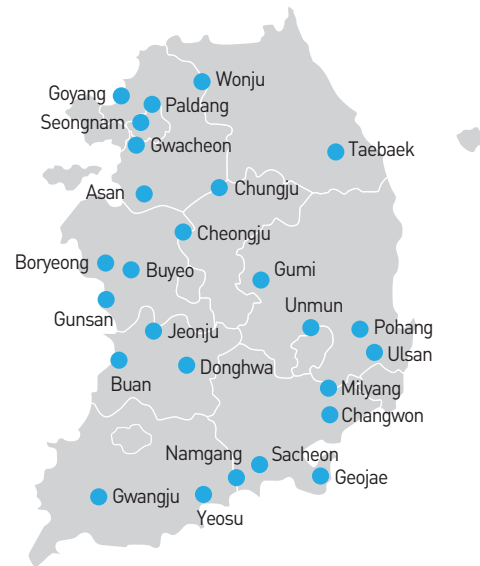 Wonju
Goyang
Paldang
Seongnam
Gwacheon
Taebaek
Asan
Chungju
Cheongju
Boryeong
Buyeo
Gumi
Gunsan
Unmun
Jeonju
Pohang
Ulsan
Buan
Donghwa
Milyang
Changwon
Namgang
Sacheon
Geojae
Gwangju
Yeosu